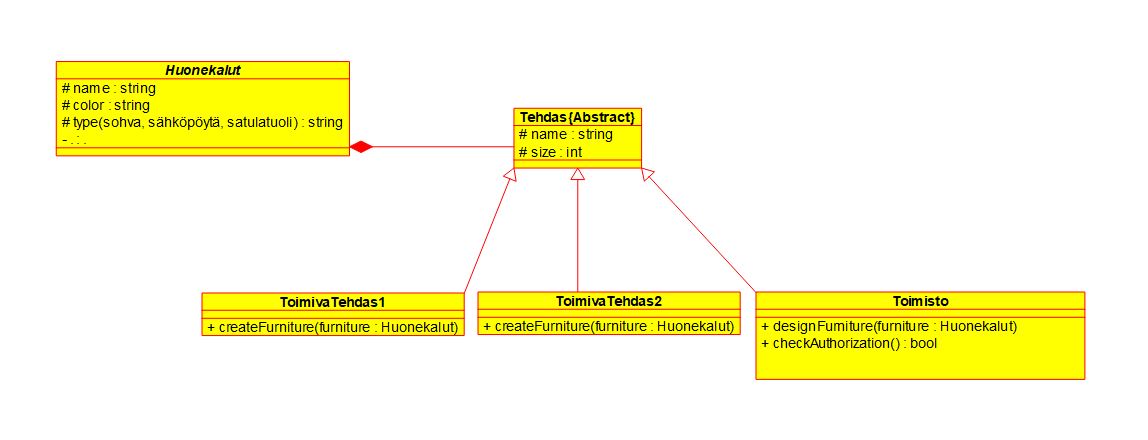 Huonekalut
# name : string
# color : string
# type(sohva, sähköpöytä, satulatuoli) : string
- . : .
Tehdas{Abstract}
# name : string
# size : int
ToimivaTehdas1
+ createFurniture(furniture : Huonekalut)
ToimivaTehdas2
+ createFurniture(furniture : Huonekalut)
Toimisto
+ designFurniture(furniture : Huonekalut)
+ checkAuthorization() : bool